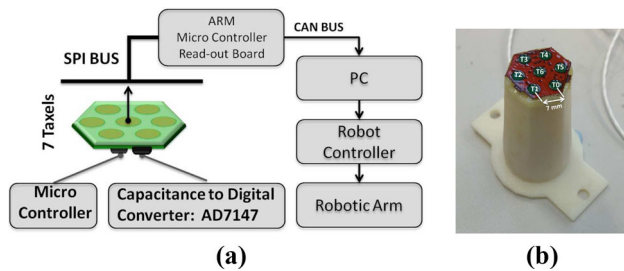 ARM
Micro Controller
Read-out Board
CAN BUS
SPI BUS
PC
7 Taxels
Robot
Controller
Micro
Controller
Capacitance to Digital
Converter: AD7147
Robotic Arm
(a)
T4
T3
T5
T6
T2
T0
T1
7 mm
(b)